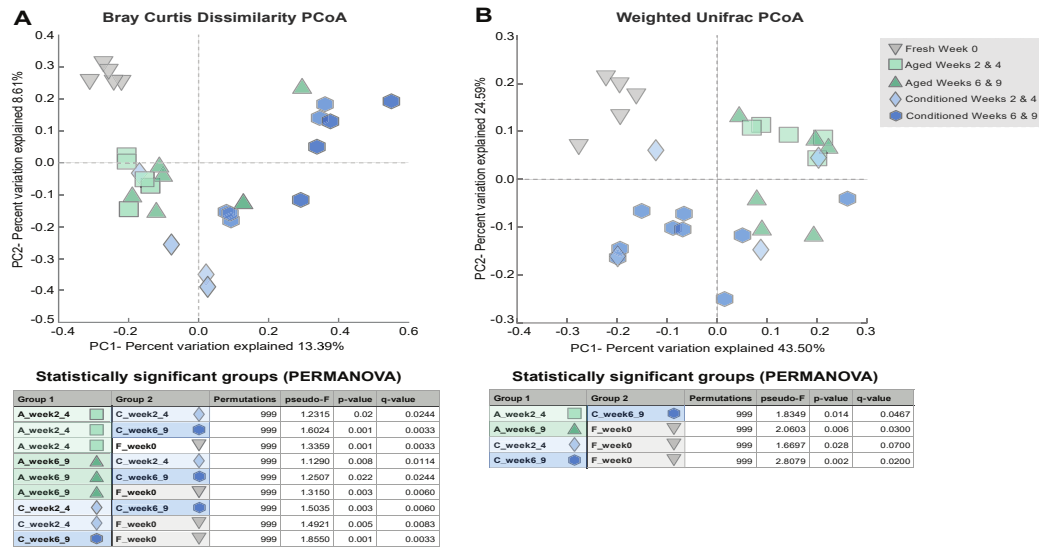 A
Bray Curtis Dissimilarity PCoA
PC2- Percent variation explained 8.61%
0.4
0.3
0.2
0.1
0.0
-0.1
-0.2
-0.3
-0.4
-0.5
-0.4 -0.2 0.0 0.2 0.4 0.6
PC1- Percent variation explained 13.39%
B
Weighted Unifrac PCoA
PC2- Percent variation explained 24.59%
0.3
0.2
0.1
0.0
-0.1
-0.2
-0.3
-0.4 -0.3 -0.2 -0.1 0.0 0.1 0.2 0.3
PC1- Percent variation explained 43.50%
Fresh Week 0
Aged Weeks 2 & 4
Aged Weeks 6 & 9
Conditioned Weeks 2 & 4
Conditioned Weeks 6 & 9
Statistically significant groups (PERMANOVA)
Group 1 Group 2 Permutations pseudo-F p-value q-value
A_week2_4 C_week2_4 999 1.2315 0.02 0.0244
A_week2_4 C_week6_9 999 1.6024 0.001 0.0033
A_week2_4 F_week0 999 1.3359 0.001 0.0033
A_week6_9 C_week2_4 999 1.1290 0.008 0.0114
A_week6_9 C_week6_9 999 1.2507 0.022 0.0244
A_week6_9 F_week0 999 1.3150 0.003 0.0060
C_week2_4 C_week6_9 999 1.5035 0.003 0.0060
C_week2_4 F_week0 999 1.4921 0.005 0.0083
C_week6_9 F_week0 999 1.8550 0.001 0.0033
Statistically significant groups (PERMANOVA)
Group 1 Group 2 Permutations pseudo-F p-value q-value
A_week2_4 C_week6_9 999 1.8349 0.014 0.0467
A_week6_9 F_week0 999 2.0603 0.006 0.0300
C_week2_4 F_week0 999 1.6697 0.028 0.0700
C_week6_9 F_week0 999 2.8079 0.002 0.0200